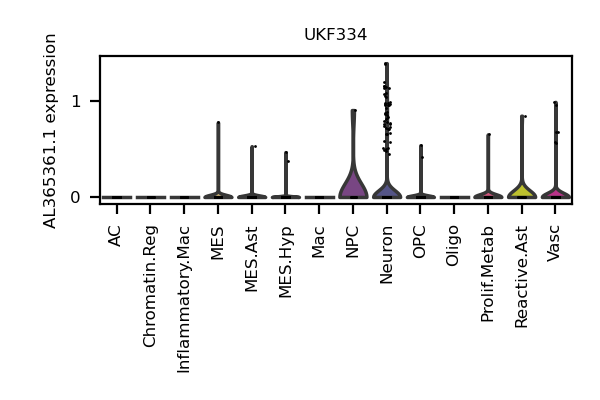 UKF334
AL365361.1 expression
1
0
AC
Chromatin.Reg
Inflammatory.Mac
MES
MES.Ast
MES.Hyp
Mac
NPC
Neuron
OPC
Oligo
Prolif.Metab
Reactive.Ast
Vasc